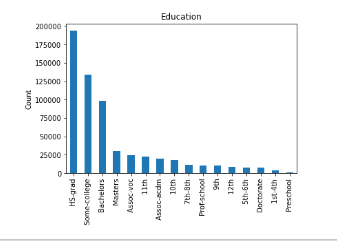 Education
200000
175000
150000
125000
100000
75000
50000
25000
0
Count
HS-grad
Some-college
Bachelors
Masters
Assoc-voc
11th
Assoc-acdm
10th
7th-8th
Prof-school
9th
12th
5th-6th
Doctorate
1st-4th
Preschool